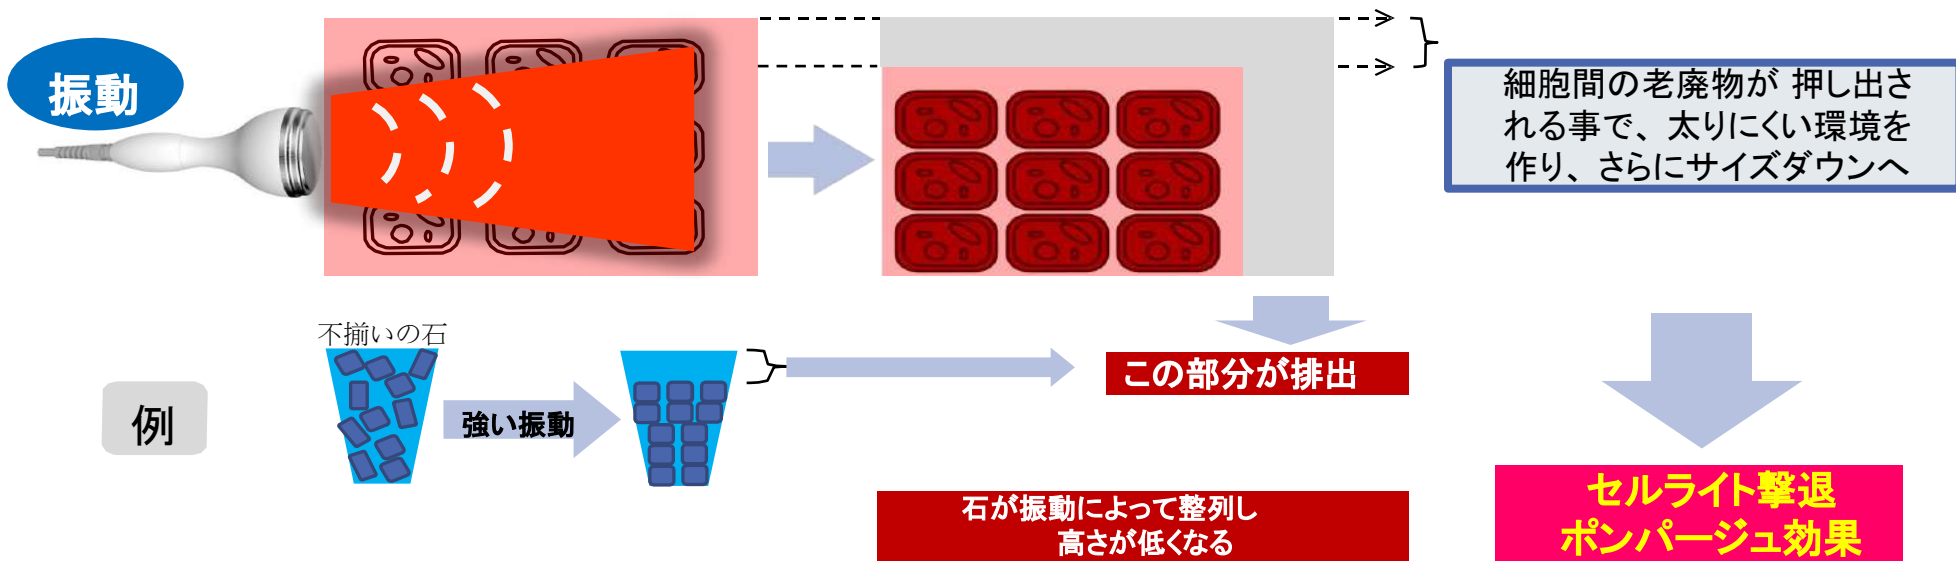 振動
細胞間の老廃物が 押し出さ
れる事で、太りにくい環境を
作り、さらにサイズダウンへ
不揃いの石
例
強い振動
この部分が排出
石が振動によって整列し
高さが低くなる
セルライト撃退
ポンパージュ効果